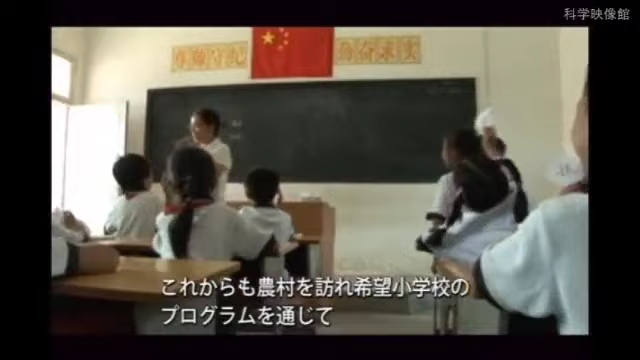 科学映像館
これからも農村を訪れ希望小学校の
プログラムを通じて